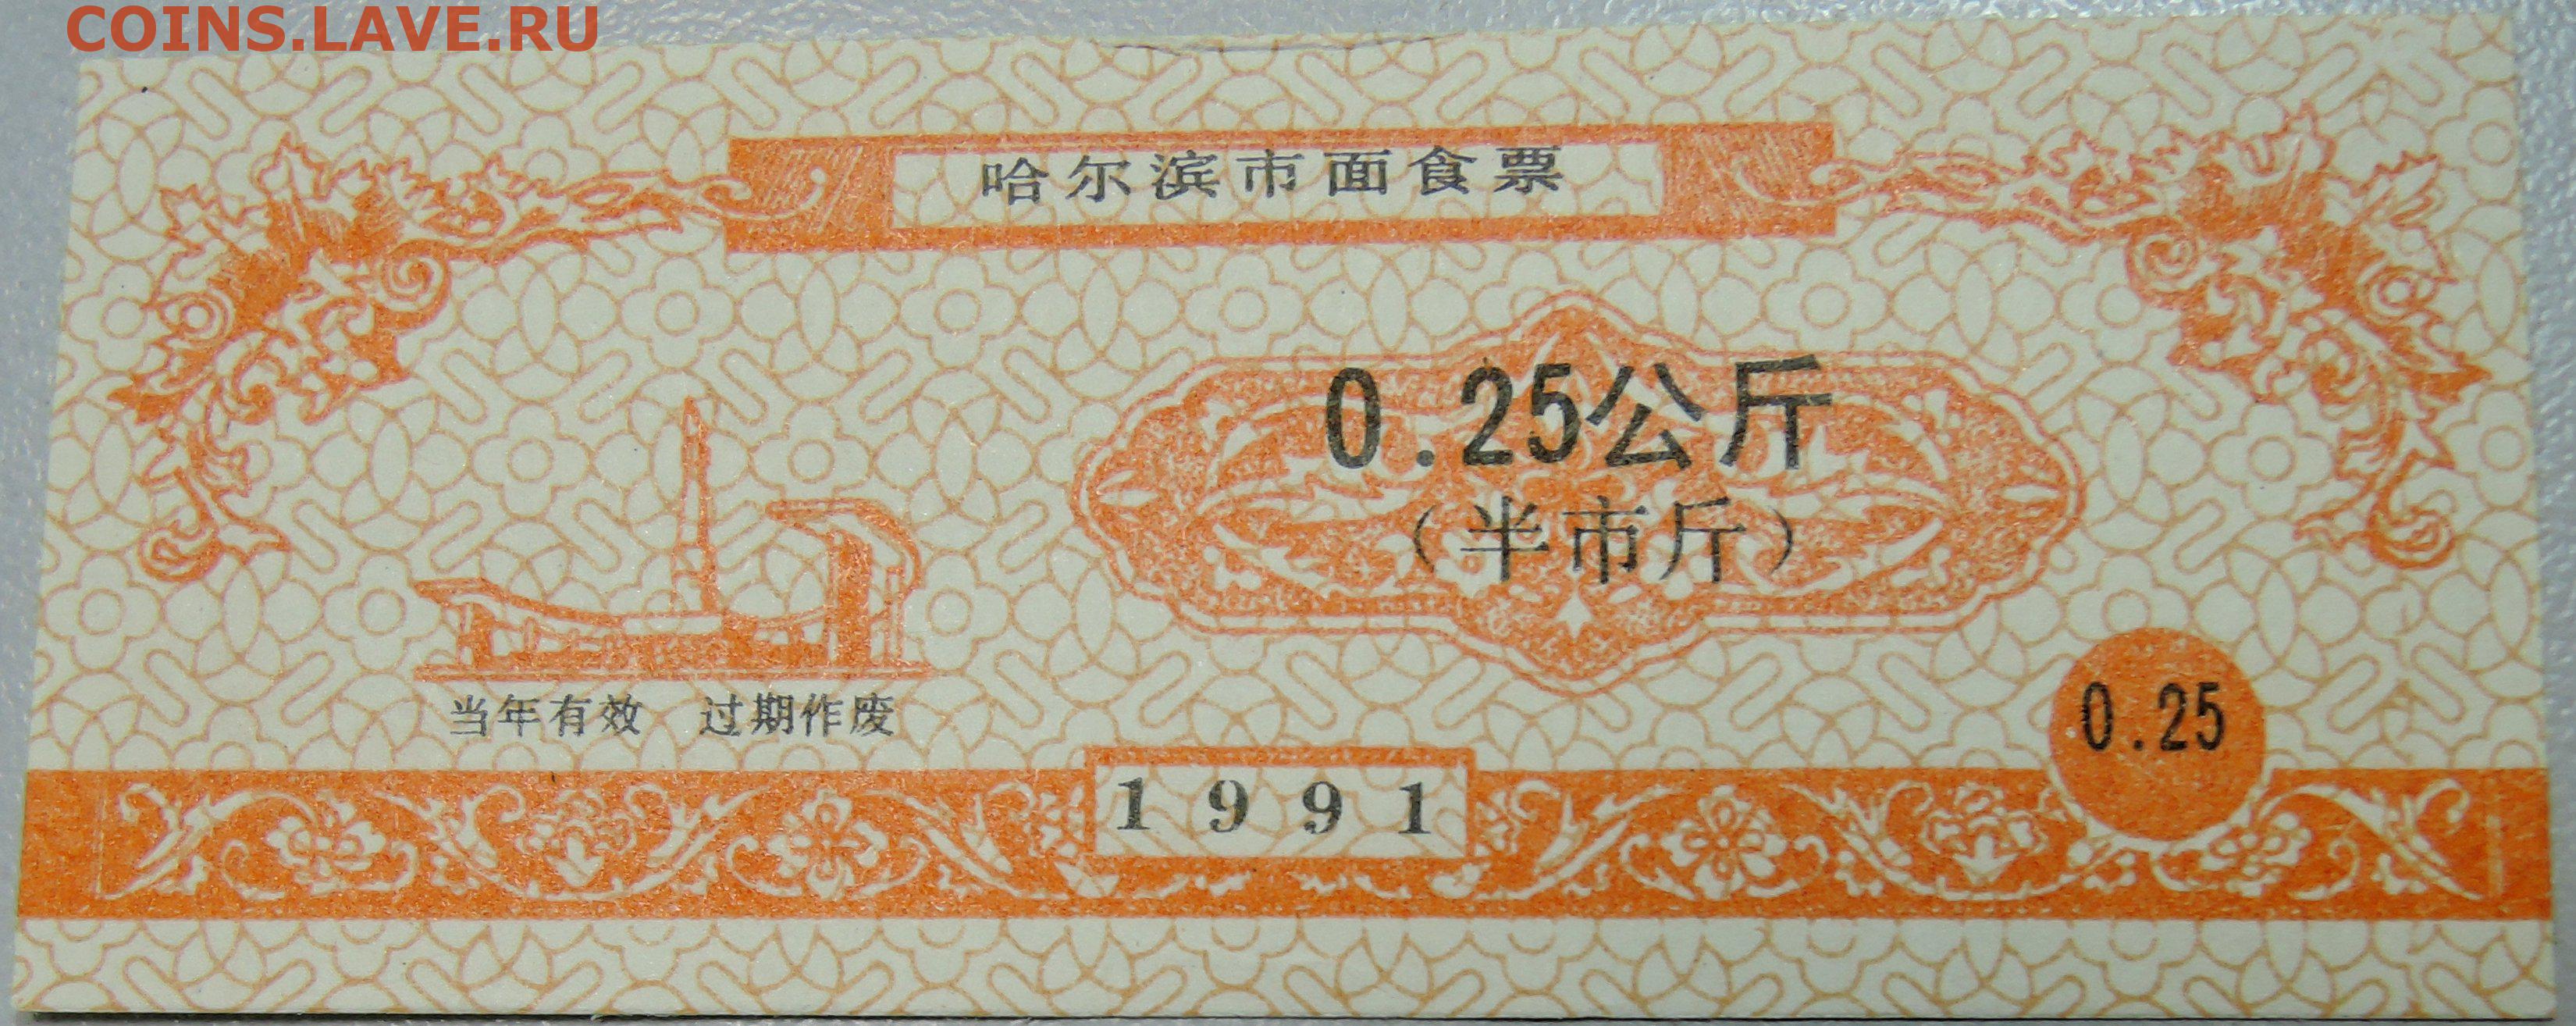 COINS.LAVE.RU
哈尔滨市面食票
0.25公斤
（半市斤）
当年有效 过期作废
0.25
1991